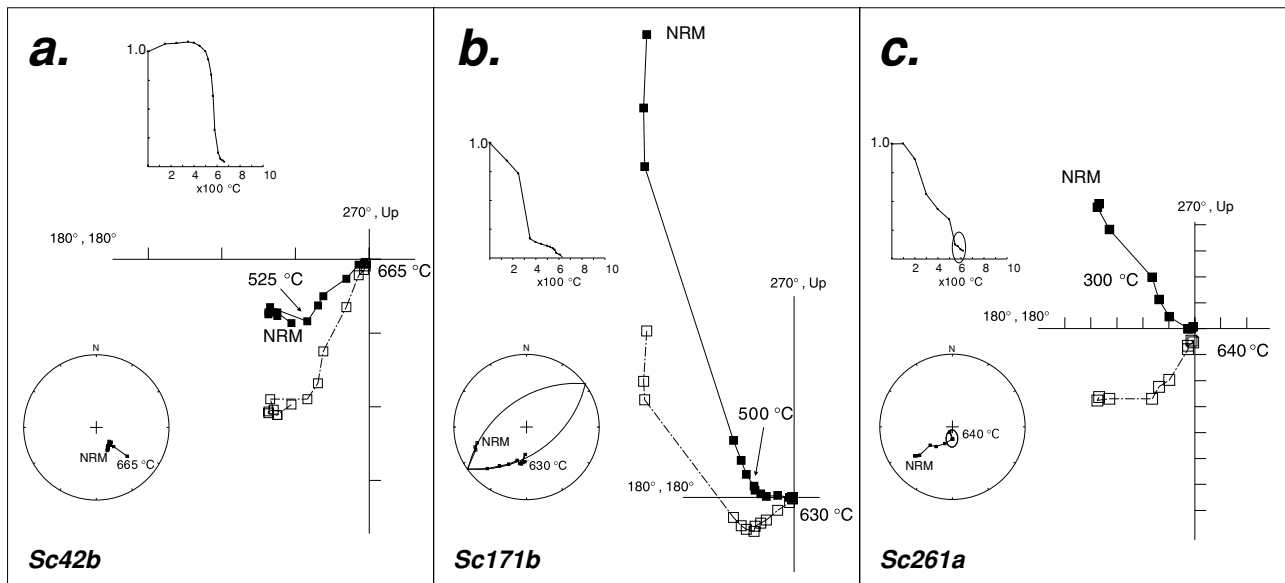 a.
1.0
2 4 6 8 10
x100 °C
270°, Up
180°, 180°
665 °C
525 °C
NRM
N
NRM
665 °C
Sc42b
b.
NRM
1.0
0 2 4 6 8 10
x100 °C
270°, Up
N
NRM
630 °C
500 °C
180°, 180°
630 °C
Sc171b
c.
1.0
NRM
270°, Up
0 2 4 6 8 10
x100 °C
300 °C
180°, 180°
640 °C
N
640 °C
NRM
Sc261a